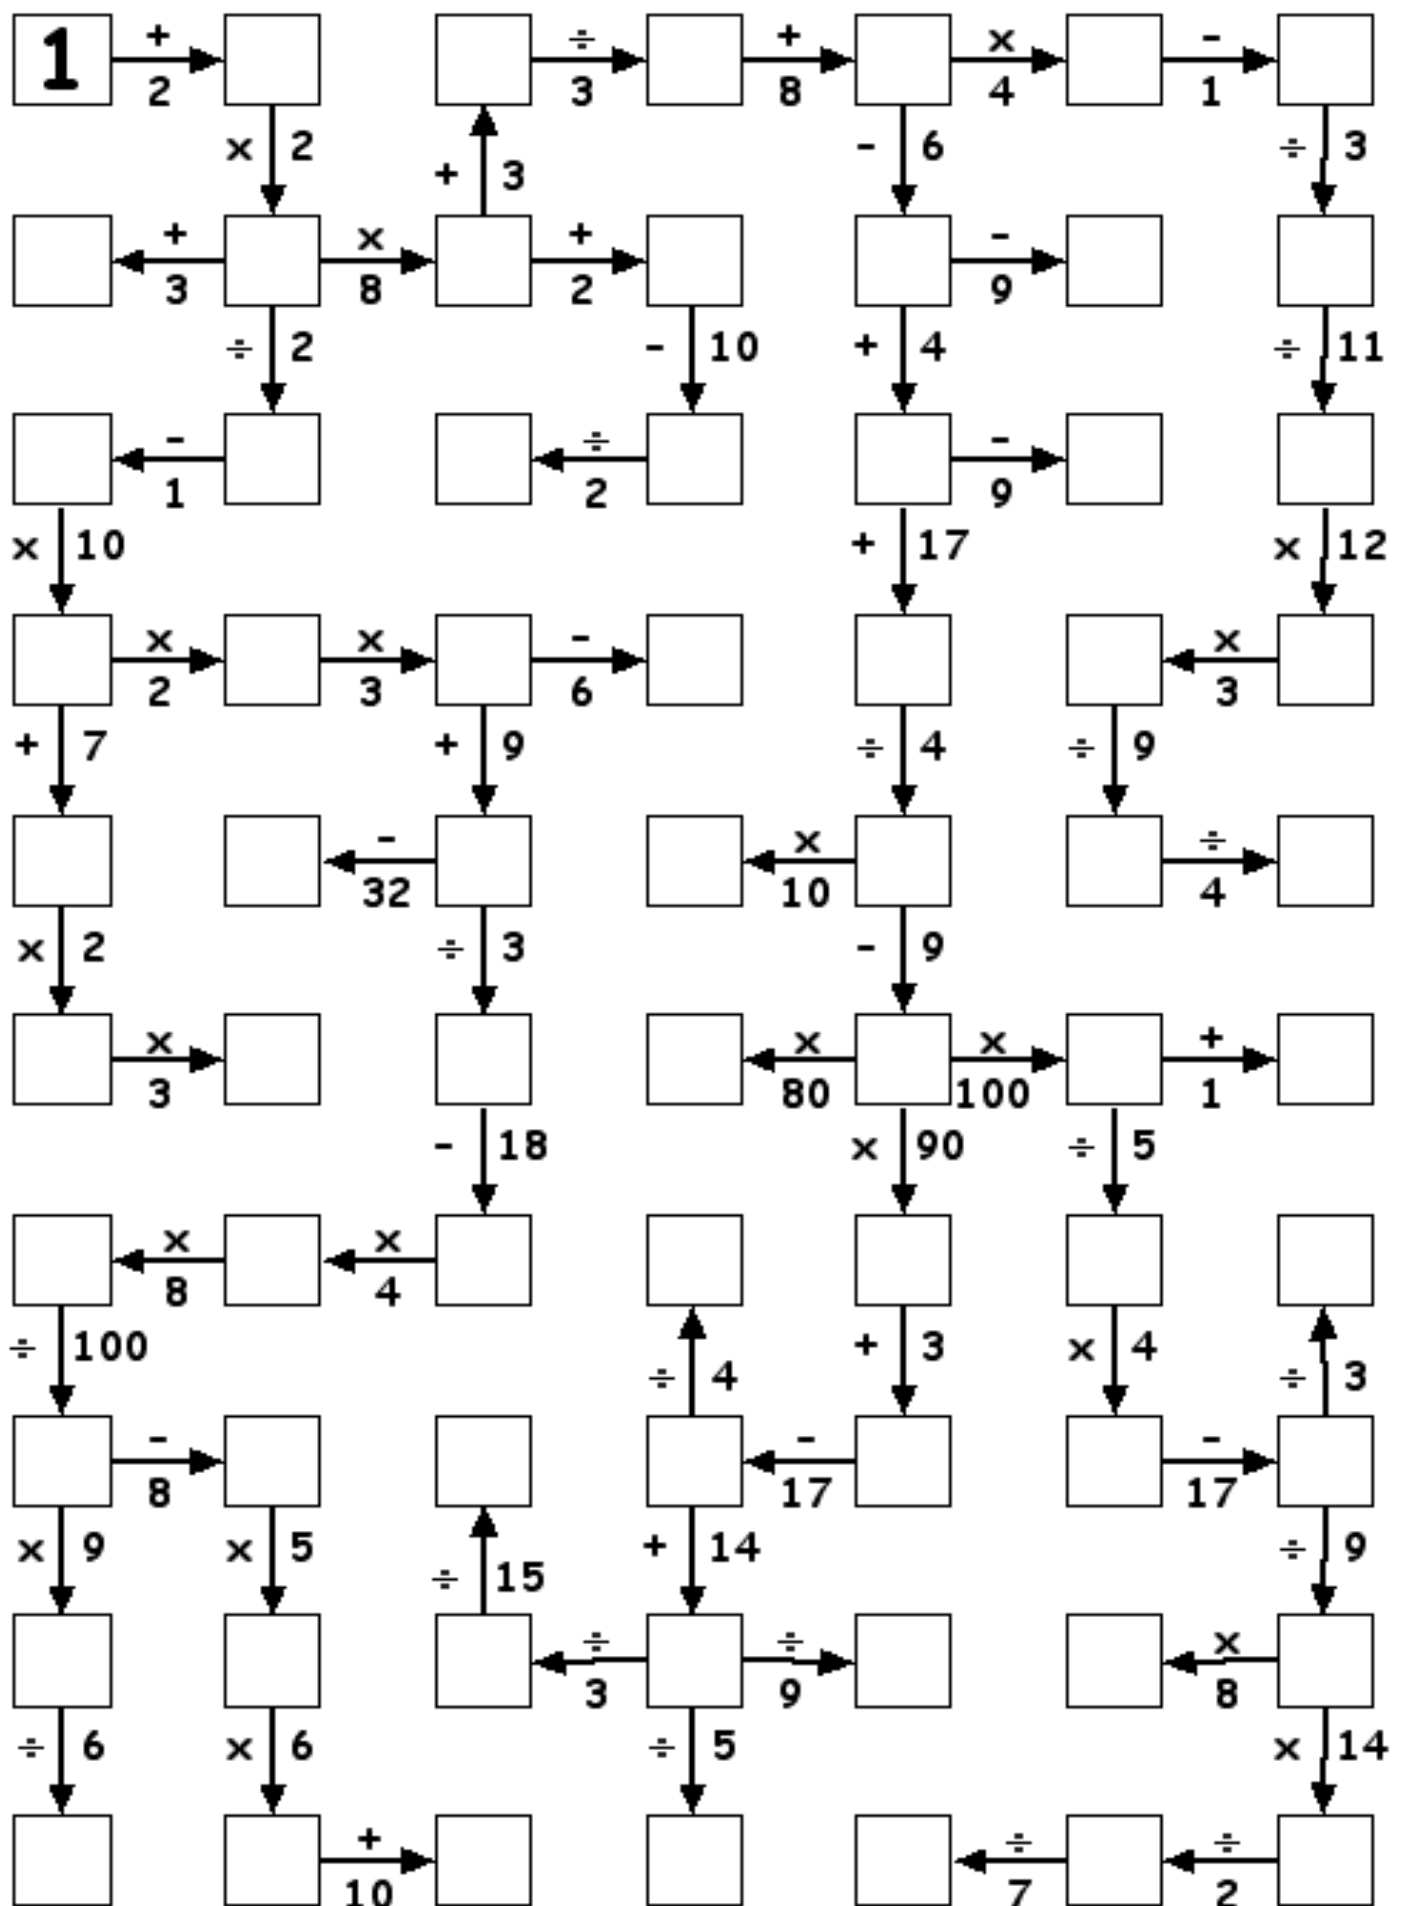 1 + 2 ÷ 3 + 8 × 4 - 1
× 2 + 3 - 6 ÷ 3
+ 3 × 8 + 2 - 9
÷ 2 - 10 + 4 ÷ 11
- 1 ÷ 2 - 9
× 10 + 17 × 12
× 2 × 3 - 6 × 3
+ 7 + 9 ÷ 4 ÷ 9
- 32 × 10 ÷ 4
× 2 ÷ 3 - 9
× 3 × 80 × 100 + 1
- 18 × 90 ÷ 5
× 8 × 4
÷ 100 ÷ 4 + 3 × 4 ÷ 3
- 8 - 17 - 17
× 9 × 5 ÷ 15 + 14 ÷ 9
÷ 3 ÷ 9 × 8
÷ 6 × 6 ÷ 5 × 14
+ 10 ÷ 7 ÷ 2